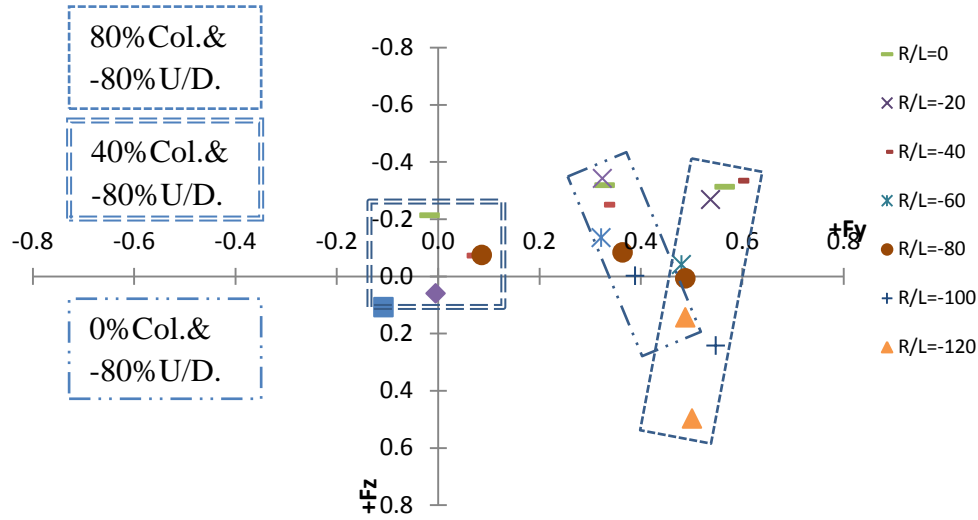 80%Col.&
-80%U/D.
40%Col.&
-80%U/D.
0%Col.&
-80%U/D.
-0.8
-0.6
-0.4
-0.2
0.0
0.2
0.4
0.6
0.8
-0.8
-0.6
-0.4
-0.2
0.0
0.2
0.4
0.6
0.8
+Fy
+Fz
R/L=0
R/L=-20
R/L=-40
R/L=-60
R/L=-80
R/L=-100
R/L=-120